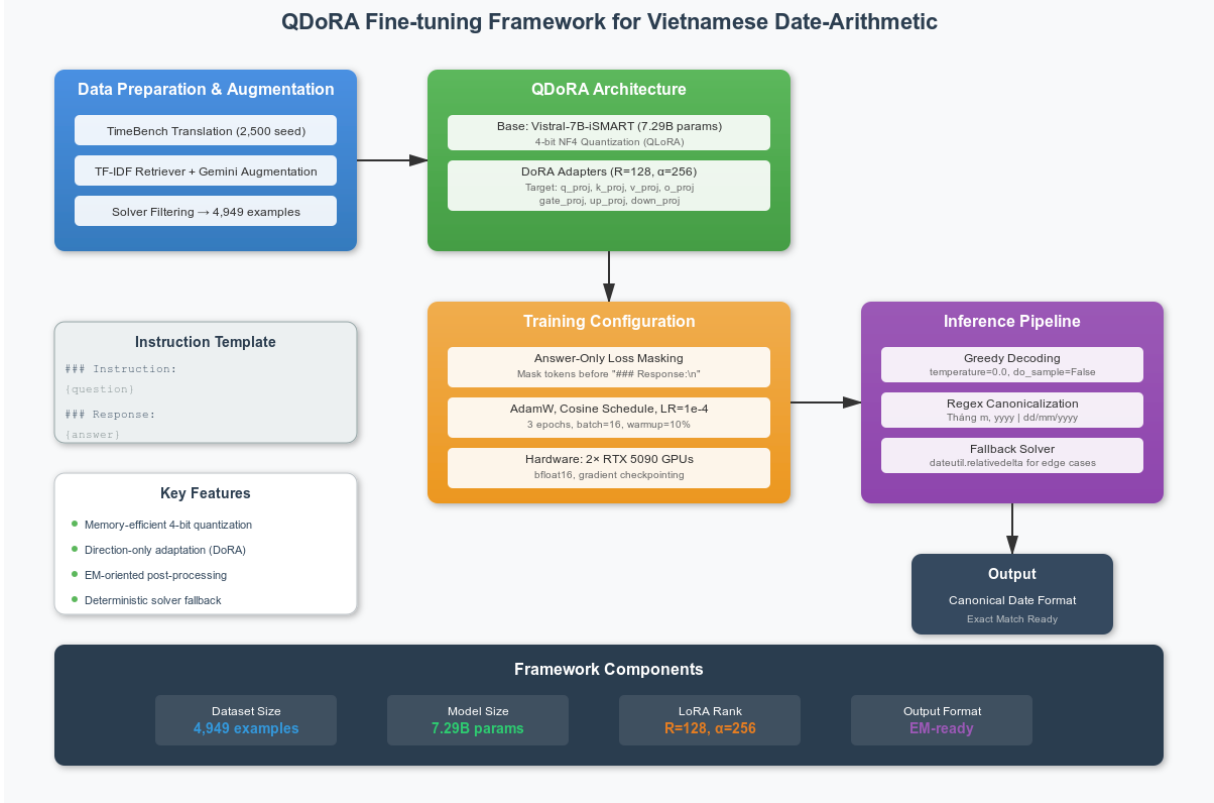 QDoRA Fine-tuning Framework for Vietnamese Date-Arithmetic
Data Preparation & Augmentation
TimeBench Translation (2,500 seed)
TF-IDF Retriever + Gemini Augmentation
Solver Filtering → 4,949 examples
QDoRA Architecture
Base: Vistral-7B-iSMART (7.29B params)
4-bit NF4 Quantization (QLoRA)
DoRA Adapters (R=128, α=256)
Target: q_proj, k_proj, v_proj, o_proj
gate_proj, up_proj, down_proj
Instruction Template
### Instruction:
{question}
### Response:
{answer}
Training Configuration
Answer-Only Loss Masking
Mask tokens before "### Response:\n"
AdamW, Cosine Schedule, LR=1e-4
3 epochs, batch=16, warmup=10%
Hardware: 2× RTX 5090 GPUs
bfloat16, gradient checkpointing
Inference Pipeline
Greedy Decoding
temperature=0.0, do_sample=False
Regex Canonicalization
Tháng m, yyyy | dd/mm/yyyy
Fallback Solver
dateutil.relativedelta for edge cases
Key Features
Memory-efficient 4-bit quantization
Direction-only adaptation (DoRA)
EM-oriented post-processing
Deterministic solver fallback
Output
Canonical Date Format
Exact Match Ready
Framework Components
Dataset Size
4,949 examples
Model Size
7.29B params
LoRA Rank
R=128, α=256
Output Format
EM-ready